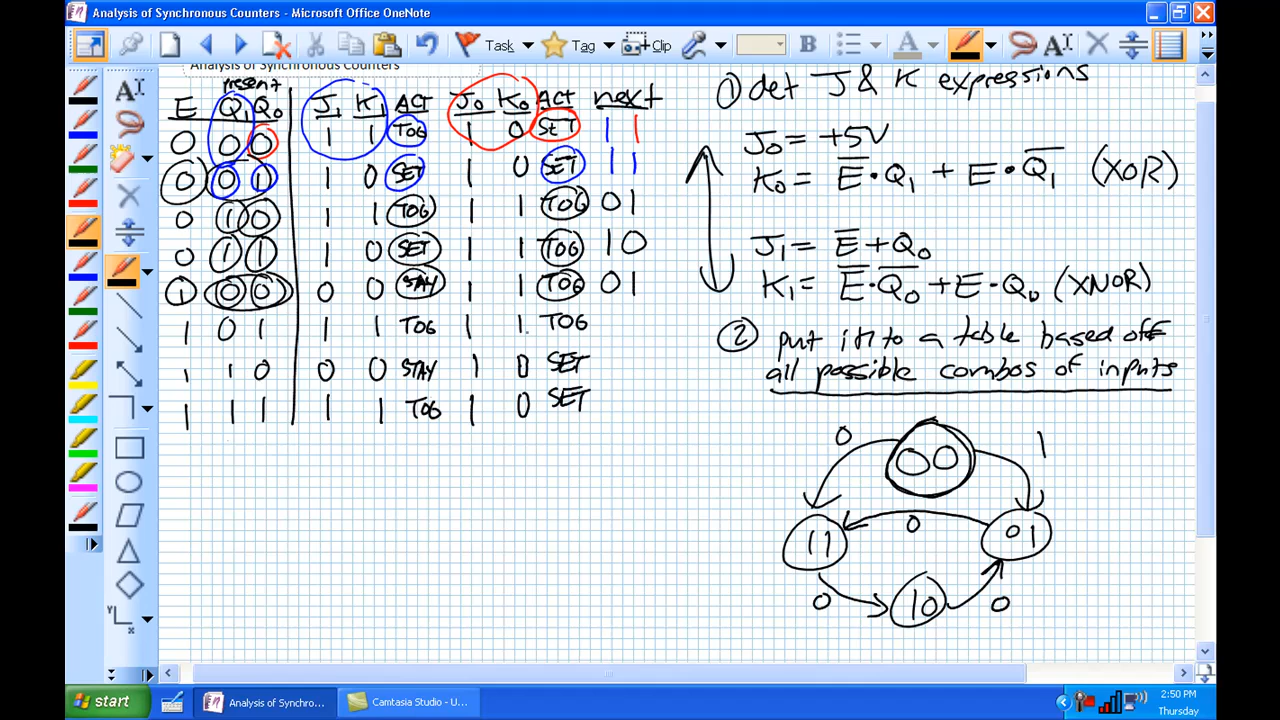 Analysis of Synchronous Counters - Microsoft Office OneNote
Task
Tag
Clip
Analysis of Synchronous Counters
present
E Q1 Q0 J1 K1 ACT J0 K0 ACT next
0 0 0 1 1 TOG 1 0 SET 1 1
0 0 1 1 0 SET 1 0 SET 1 1
0 1 0 1 1 TOG 1 1 TOG 0 1
0 1 1 1 0 SET 1 1 TOG 1 0
1 0 0 0 0 STAY 1 1 TOG 0 1
1 0 1 1 1 TOG 1 1 TOG
1 1 0 0 0 STAY 1 0 SET
1 1 1 1 1 TOG 1 0 SET
① det J & K expressions
J0 = +5V
K0 = E̅·Q1 + E·Q̅1 (XOR)
J1 = E̅+Q0
K1 = E̅·Q̅0 + E·Q0 (XNOR)
② put it into a table based off
all possible combos of inputs
0 00 1
11 0 01
0 10 0
start
Analysis of Synchro...
Camtasia Studio - U...
2:50 PM
Thursday